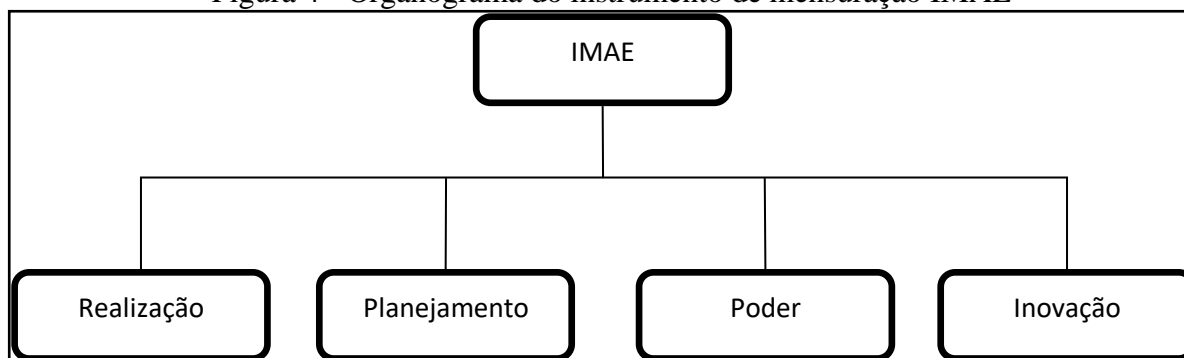 Figura 4 - Organograma do instrumento de mensuração IMAE
IMAE
Realização
Planejamento
Poder
Inovação